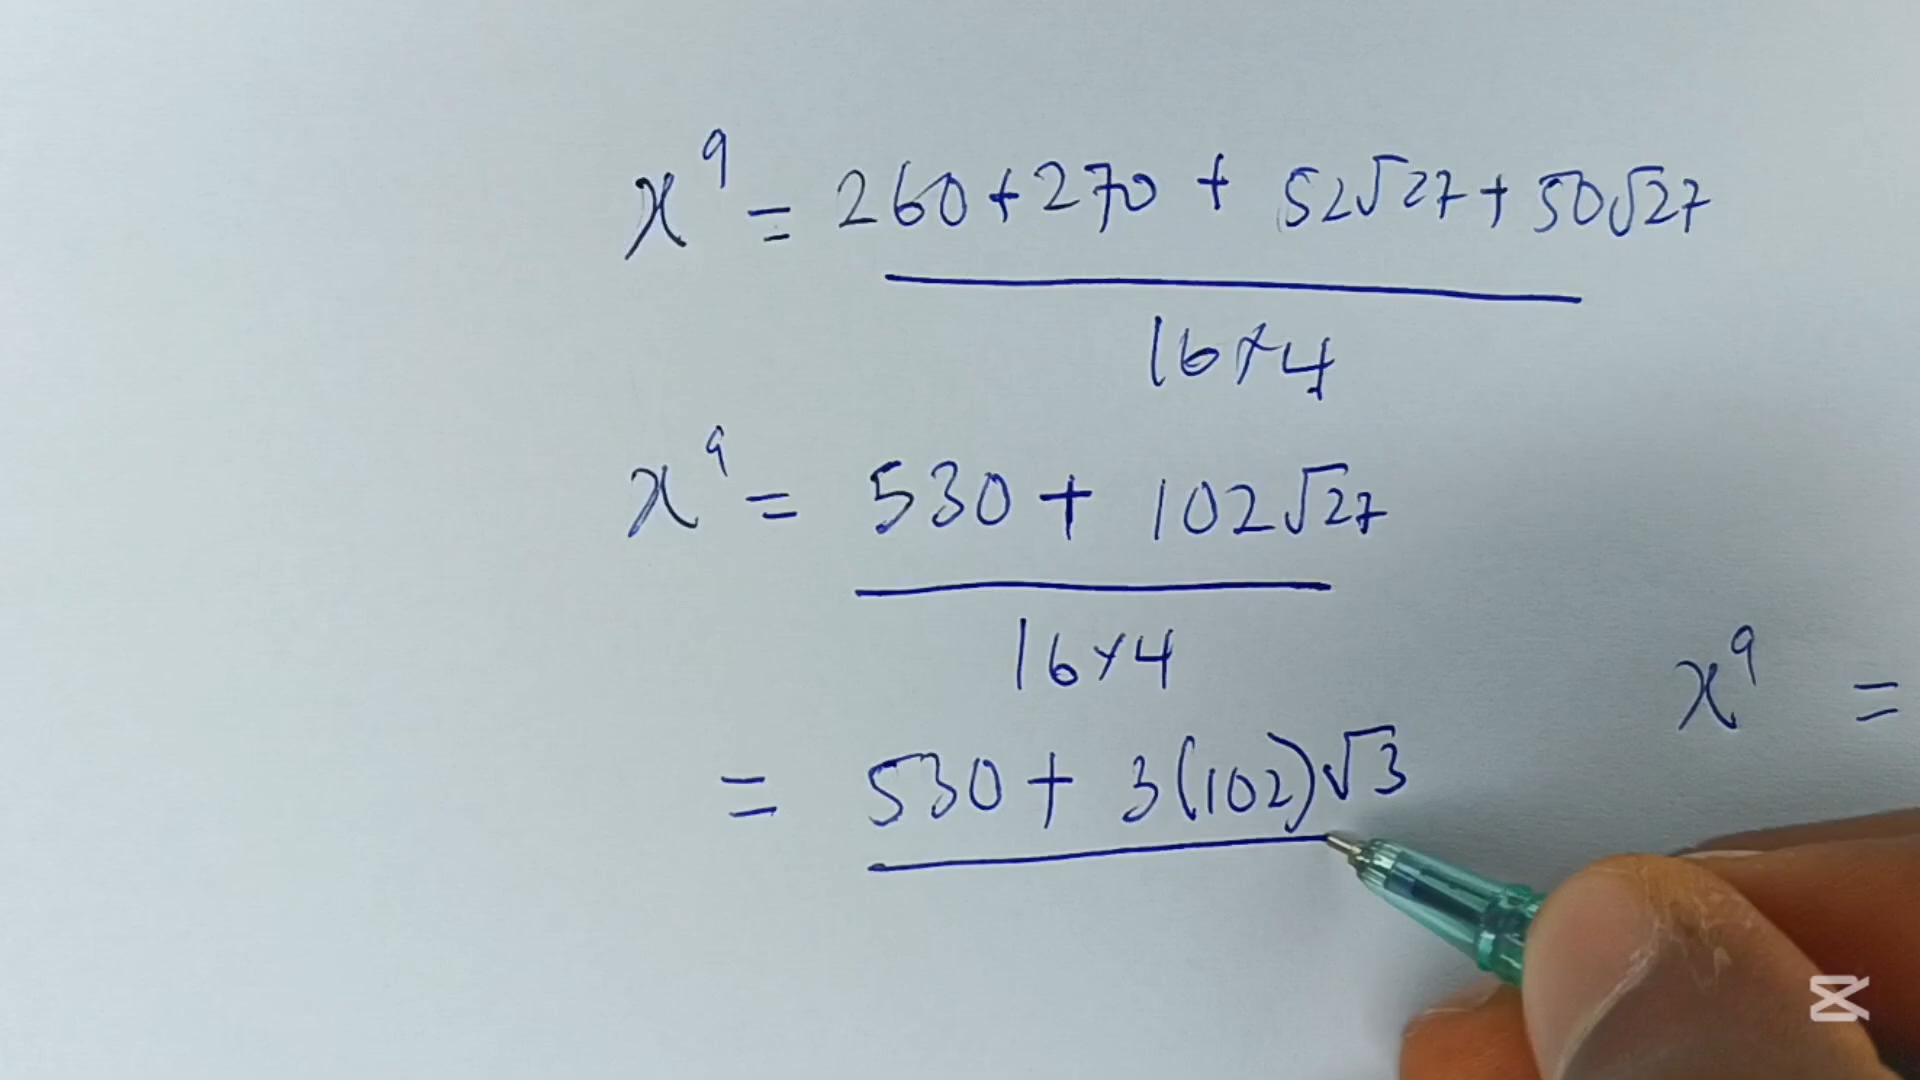 x⁹ = 260 + 270 + 52√27 + 50√27
16 × 4
x⁹ = 530 + 102√27
16 × 4
x⁹ =
= 530 + 3(102)√3